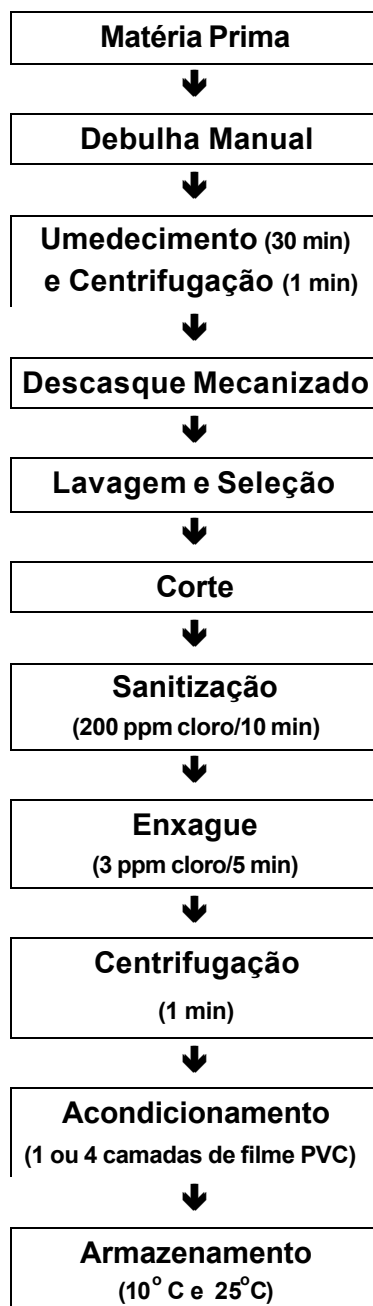 Matéria Prima
Debulha Manual
Umedecimento (30 min)
e Centrifugação (1 min)
Descasque Mecanizado
Lavagem e Seleção
Corte
Sanitização
(200 ppm cloro/10 min)
Enxague
(3 ppm cloro/5 min)
Centrifugação
(1 min)
Acondicionamento
(1 ou 4 camadas de filme PVC)
Armazenamento
(10° C e 25°C)